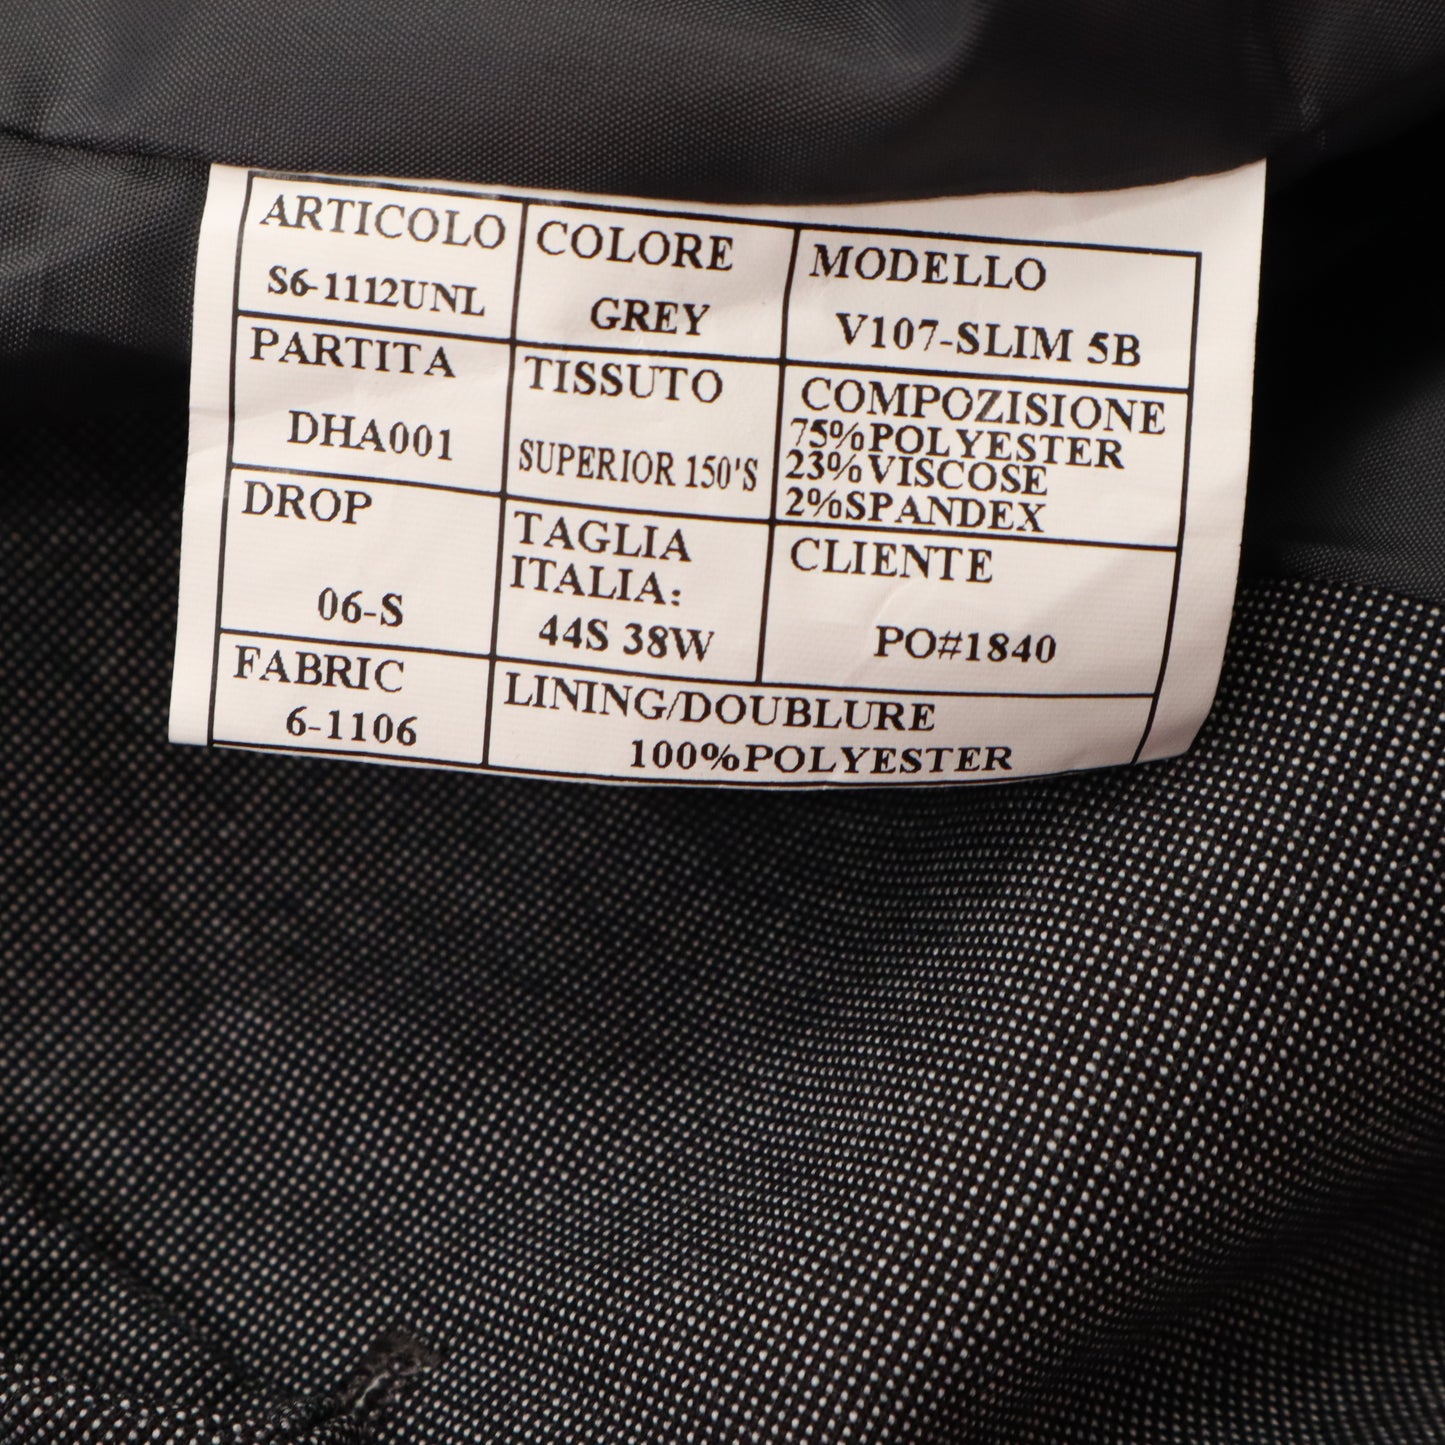 ARTICOLO
S6-1112UNL
COLORE
GREY
MODELLO
V107-SLIM 5B
PARTITA
DHA001
TISSUTO
SUPERIOR 150'S
COMPOZISIONE
75%POLYESTER
23%VISCOSE
2%SPANDEX
DROP
06-S
TAGLIA
ITALIA:
44S 38W
CLIENTE
PO#1840
FABRIC
6-1106
LINING/DOUBLURE
100%POLYESTER